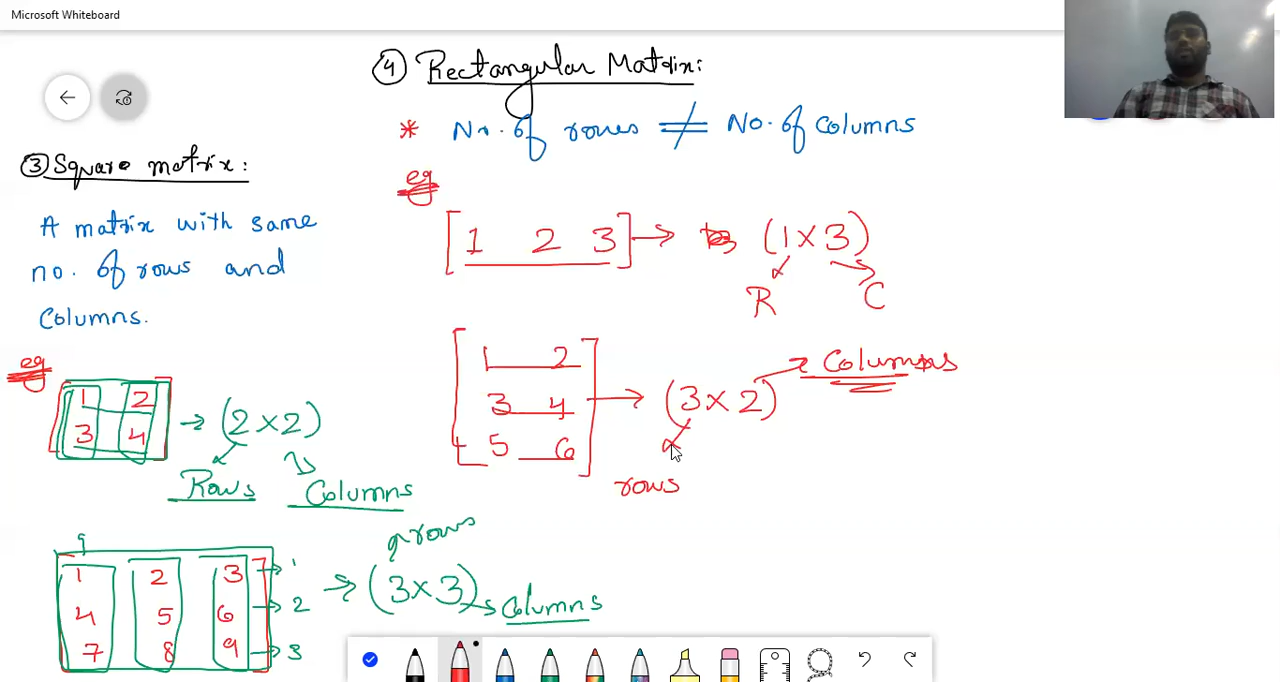 Microsoft Whiteboard
③ Square matrix:
A matrix with same
no. of rows and
Columns.
eg
1 2
3 4
→ (2 × 2)
Rows
Columns
1 2 3 → 1
4 5 6 → 2
7 8 9 → 3
→ (3 × 3)
rows
Columns
④ Rectangular Matrix:
* No. of rows ≠ No. of Columns
eg
[1 2 3] → (1 × 3)
R C
1 2
3 4
5 6
→ (3 × 2)
Columns
rows